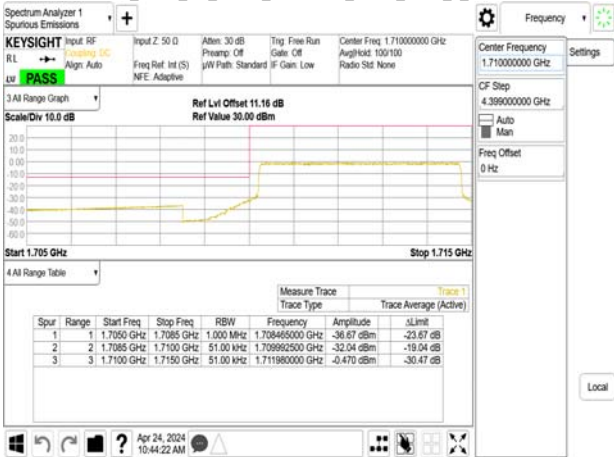 Spectrum Analyzer 1
Spurious Emissions
Frequency
KEYSIGHT
Input: RF
Input Z: 50 Ω
Atten: 30 dB
Trig: Free Run
Center Freq: 1.710000000 GHz
RL
Coupling: DC
Preamp: Off
Gate: Off
Avg|Hold: 100/100
Align: Auto
Freq Ref: Int (S)
µW Path: Standard
IF Gain: Low
Radio Std: None
NFE: Adaptive
PASS
Center Frequency
1.710000000 GHz
Settings
CF Step
4.399000000 GHz
Auto
Man
Freq Offset
0 Hz
3 All Range Graph
Ref Lvl Offset 11.16 dB
Scale/Div 10.0 dB
Ref Value 30.00 dBm
20.0
10.0
0.00
-10.0
-20.0
-30.0
-40.0
-50.0
-60.0
Start 1.705 GHz
Stop 1.715 GHz
4 All Range Table
Measure Trace
Trace 1
Trace Type
Trace Average (Active)
Spur Range Start Freq Stop Freq RBW Frequency Amplitude ΔLimit
1 1 1.7050 GHz 1.7085 GHz 1.000 MHz 1.708465000 GHz -36.67 dBm -23.67 dB
2 2 1.7085 GHz 1.7100 GHz 51.00 kHz 1.709992500 GHz -32.04 dBm -19.04 dB
3 3 1.7100 GHz 1.7150 GHz 51.00 kHz 1.711980000 GHz -0.470 dBm -30.47 dB
Local
Apr 24, 2024
10:44:22 AM